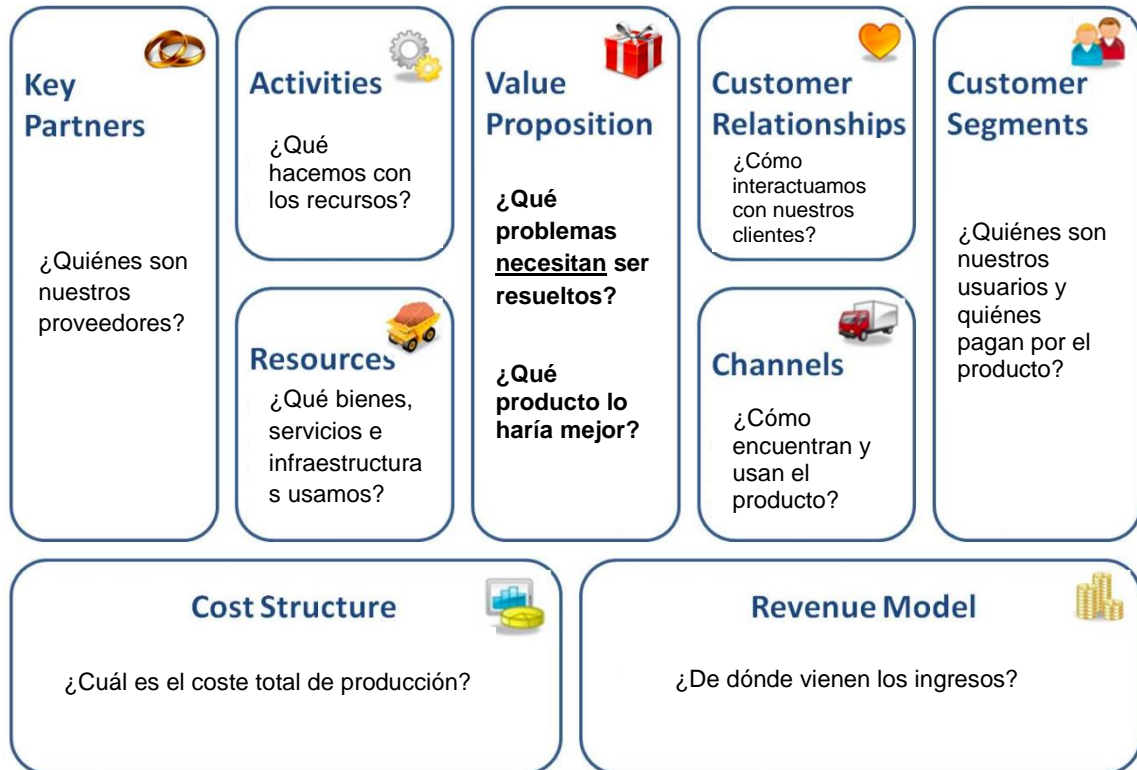 Key
Partners
¿Quiénes son
nuestros
proveedores?
Activities
¿Qué
hacemos con
los recursos?
Resources
¿Qué bienes,
servicios e
infraestructura
s usamos?
Value
Proposition
¿Qué
problemas
necesitan ser
resueltos?
¿Qué
producto lo
haría mejor?
Customer
Relationships
¿Cómo
interactuamos
con nuestros
clientes?
Channels
¿Cómo
encuentran y
usan el
producto?
Customer
Segments
¿Quiénes son
nuestros
usuarios y
quiénes
pagan por el
producto?
Cost Structure
¿Cuál es el coste total de producción?
Revenue Model
¿De dónde vienen los ingresos?